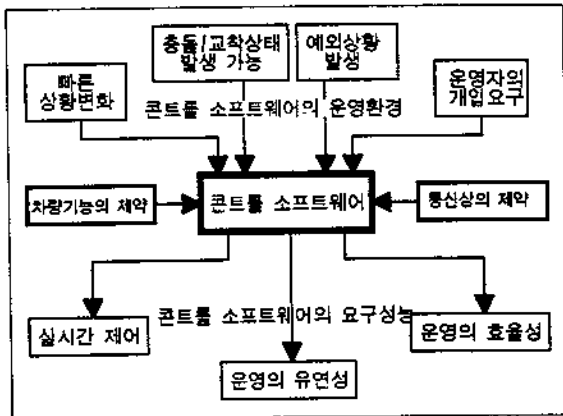 충돌/교착상태
발생 가능
예외상황
발생
빠른
상황변화
운영자의
개입요구
콘트롤 소프트웨어의 운영환경
차량기능의 제약
콘트롤 소프트웨어
통신상의 제약
실시간 제어
콘트롤 소프트웨어의 요구성능
운영의 효율성
운영의 유연성